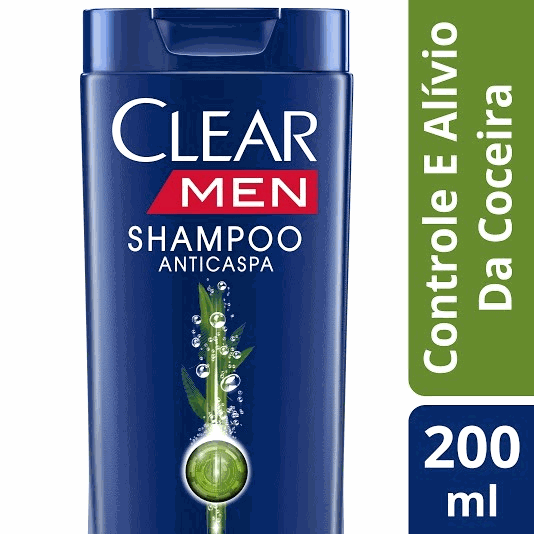 CLEAR
MEN
SHAMPOO
ANTICASPA
Controle E Alívio
Da Coceira
200
ml